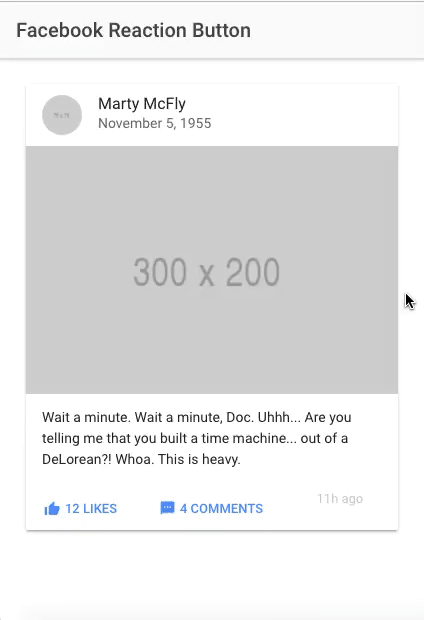 Facebook Reaction Button
Marty McFly
November 5, 1955
300 x 200
Wait a minute. Wait a minute, Doc. Uhhh... Are you
telling me that you built a time machine... out of a
DeLorean?! Whoa. This is heavy.
12 LIKES
4 COMMENTS
11h ago